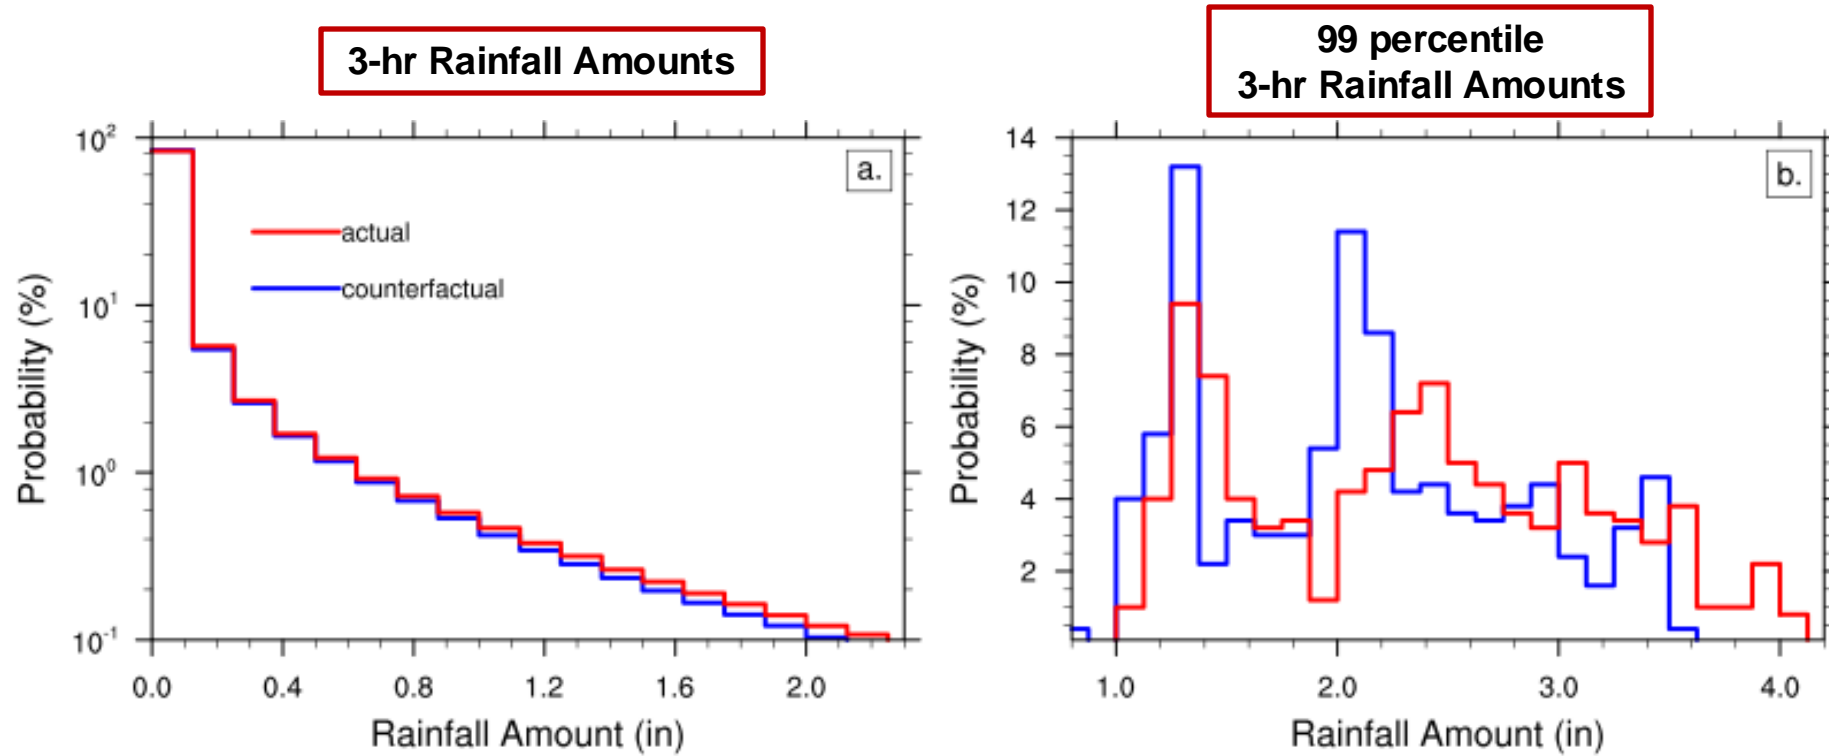 3-hr Rainfall Amounts
99 percentile
3-hr Rainfall Amounts
10²
10¹
10⁰
10⁻¹
Probability (%)
a.
actual
counterfactual
0.0 0.4 0.8 1.2 1.6 2.0
Rainfall Amount (in)
14
12
10
8
6
4
2
Probability (%)
b.
1.0 2.0 3.0 4.0
Rainfall Amount (in)